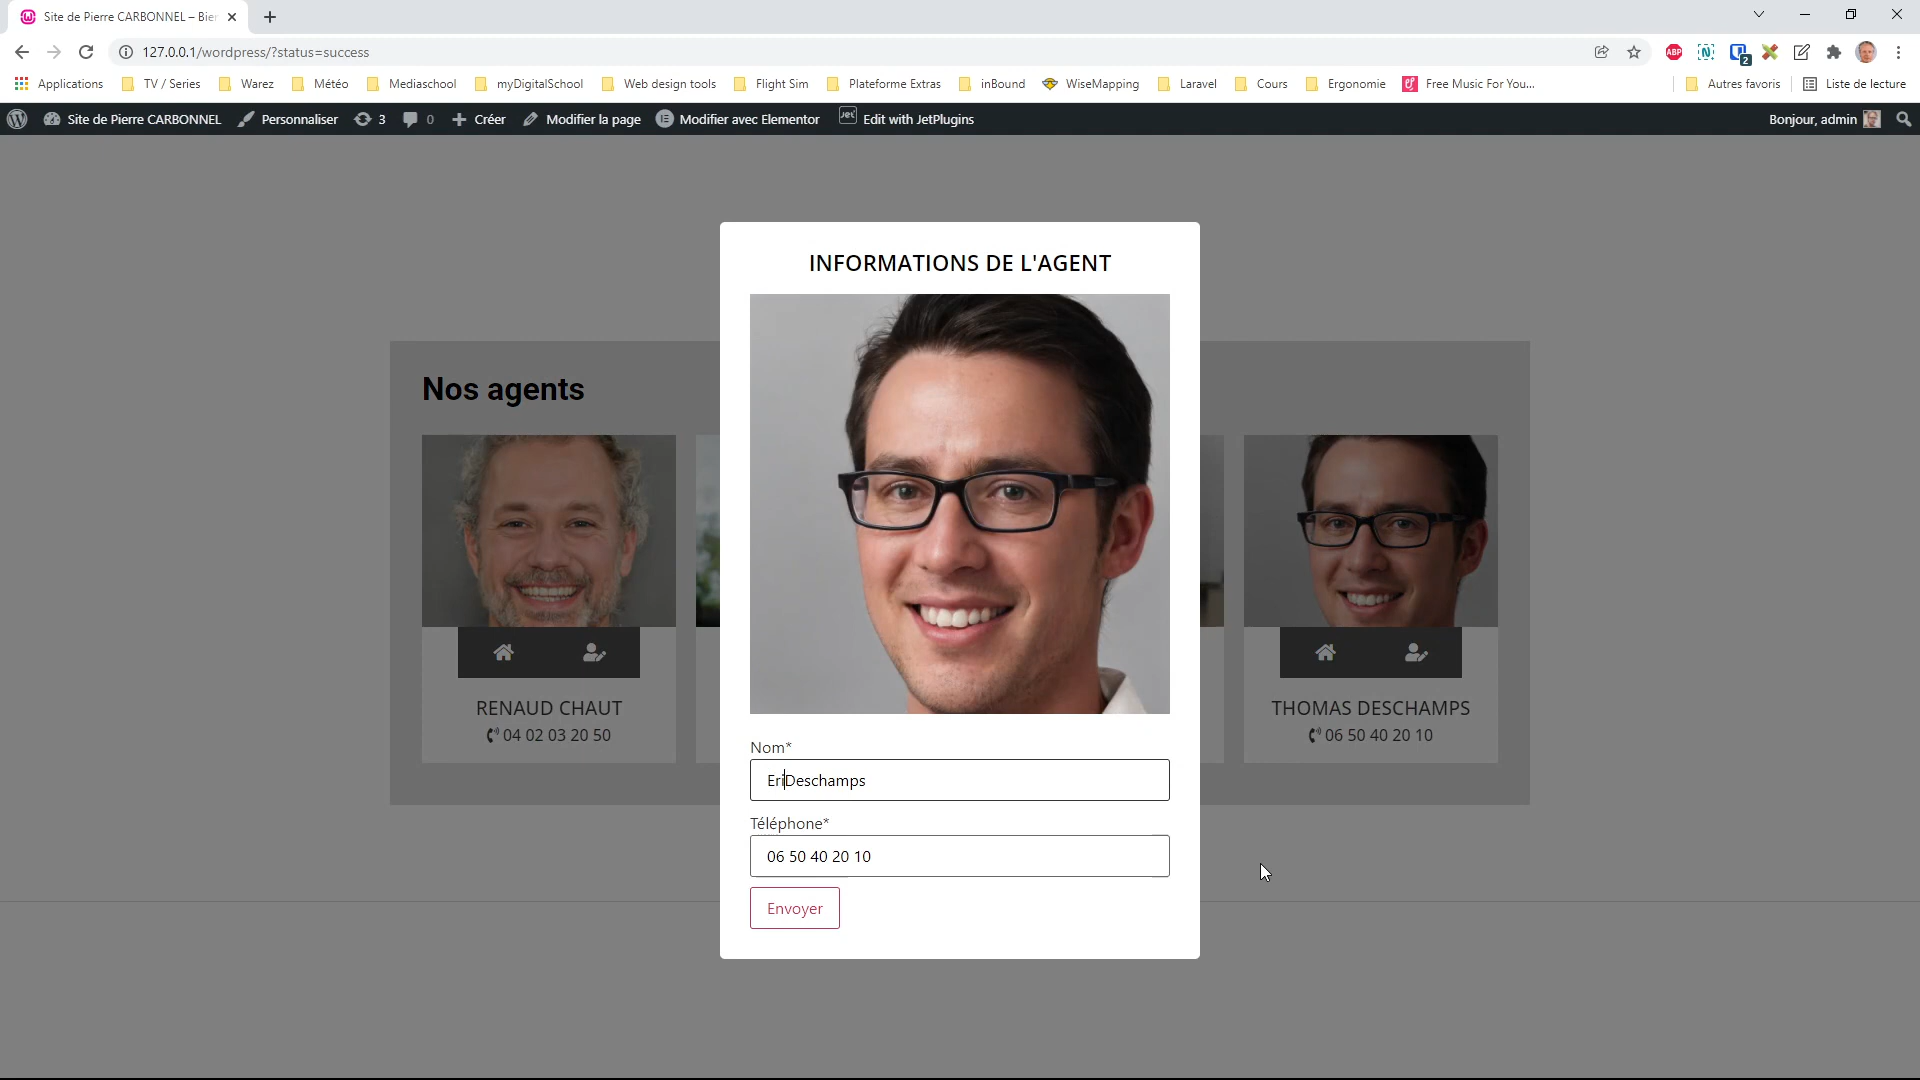 Site de Pierre CARBONNEL – Bier
127.0.0.1/wordpress/?status=success
ABP
N
2
Applications TV / Series Warez Météo Mediaschool myDigitalSchool Web design tools Flight Sim Plateforme Extras inBound WiseMapping Laravel Cours Ergonomie Free Music For You... Autres favoris Liste de lecture
Site de Pierre CARBONNEL Personnaliser 3 0 Créer Modifier la page Modifier avec Elementor Jet Edit with JetPlugins Bonjour, admin
INFORMATIONS DE L'AGENT
Nos agents
RENAUD CHAUT
04 02 03 20 50
THOMAS DESCHAMPS
06 50 40 20 10
Nom*
EriDeschamps
Téléphone*
06 50 40 20 10
Envoyer